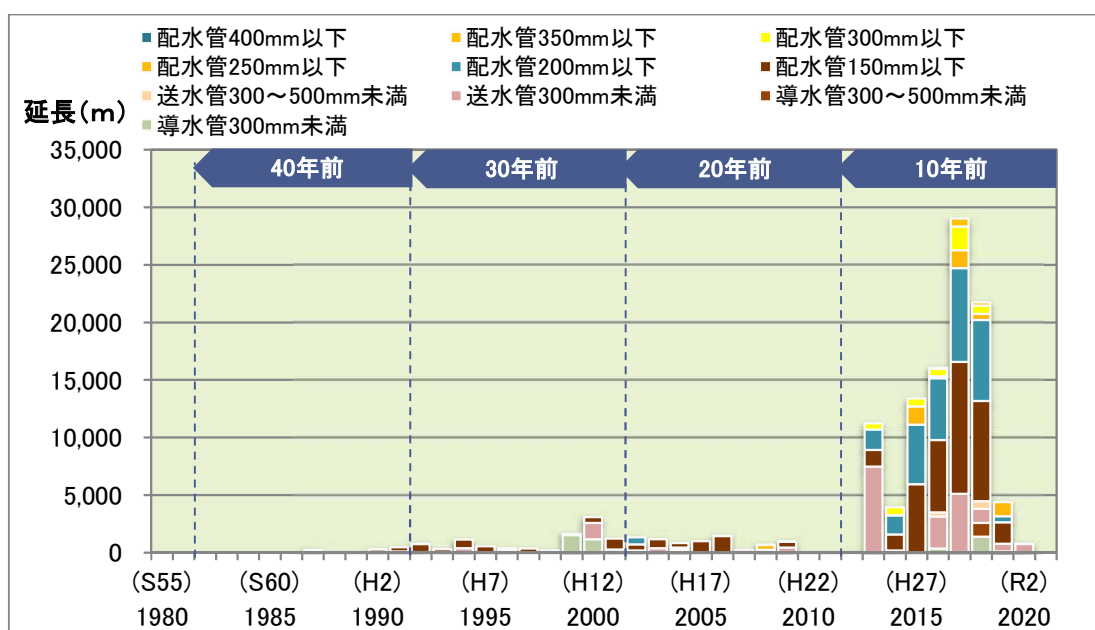 ■配水管400mm以下 ■配水管350mm以下 ■配水管300mm以下
■配水管250mm以下 ■配水管200mm以下 ■配水管150mm以下
■送水管300～500mm未満 ■送水管300mm未満 ■導水管300～500mm未満
■導水管300mm未満
延長(m)
35,000
40年前 30年前 20年前 10年前
30,000
25,000
20,000
15,000
10,000
5,000
0
(S55) (S60) (H2) (H7) (H12) (H17) (H22) (H27) (R2)
1980 1985 1990 1995 2000 2005 2010 2015 2020